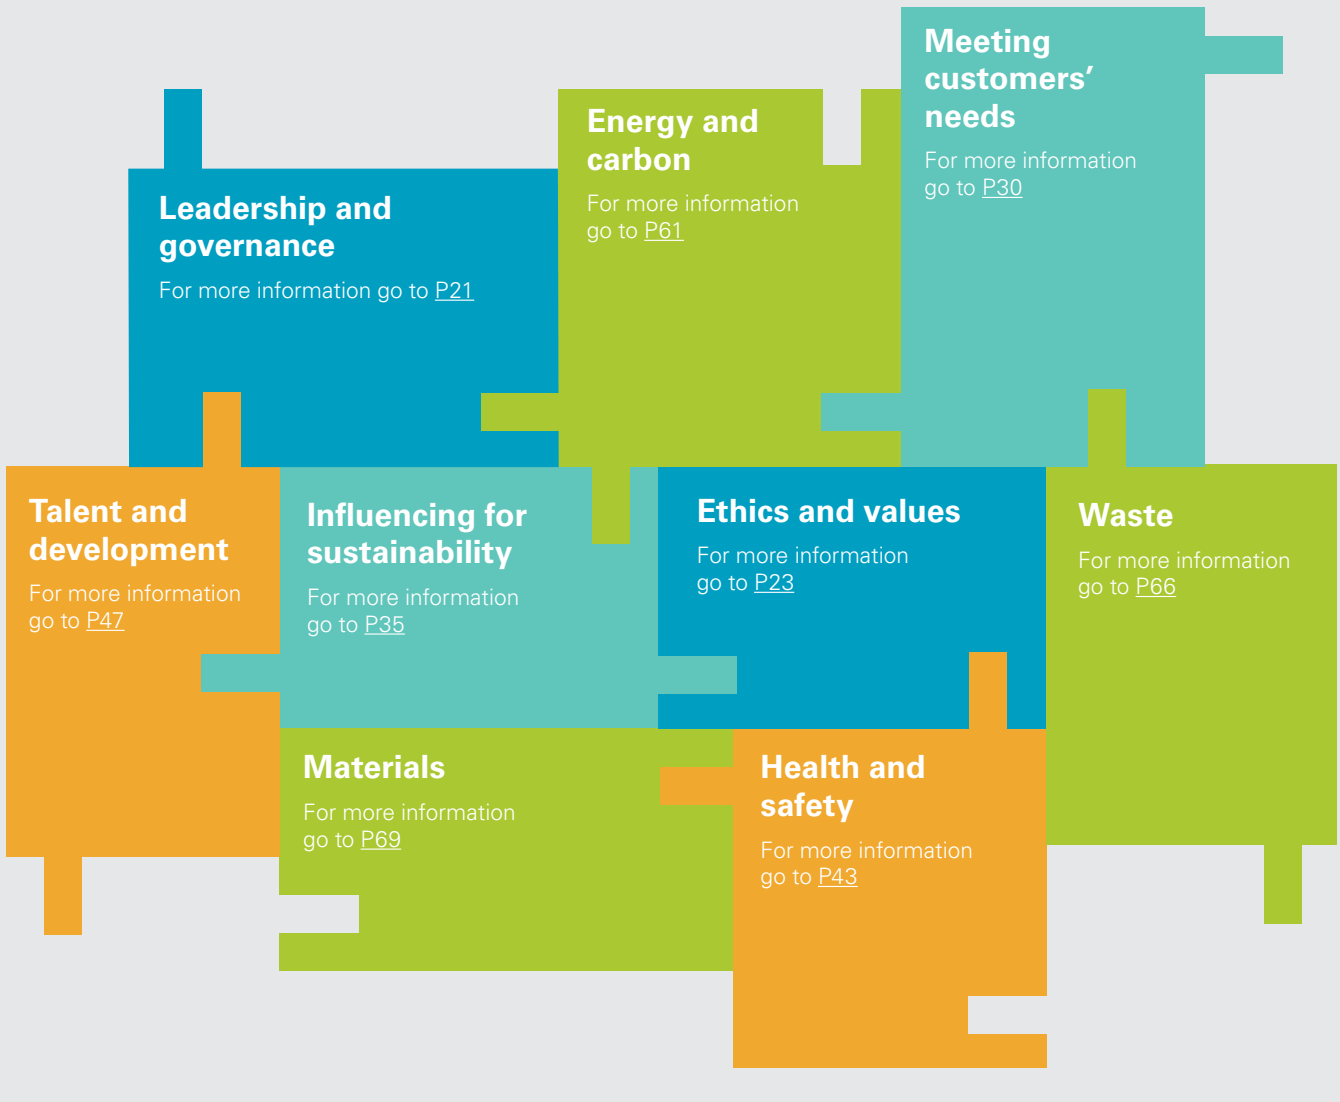 Meeting
customers’
needs
For more information
go to P30
Energy and
carbon
For more information
go to P61
Leadership and
governance
For more information go to P21
Talent and
development
For more information
go to P47
Influencing for
sustainability
For more information
go to P35
Ethics and values
For more information
go to P23
Waste
For more information
go to P66
Materials
For more information
go to P69
Health and
safety
For more information
go to P43